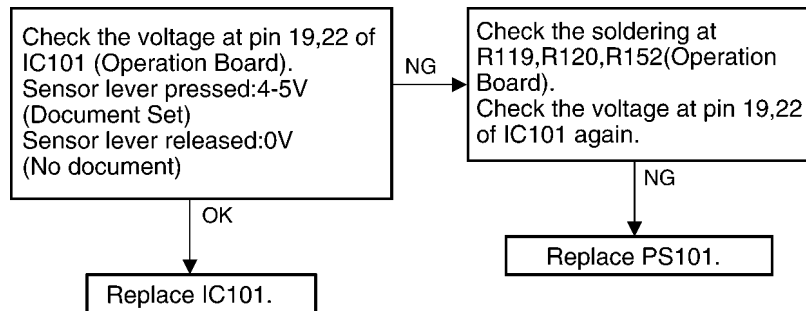 Check the voltage at pin 19,22 of
IC101 (Operation Board).
Sensor lever pressed:4-5V
(Document Set)
Sensor lever released:0V
(No document)
NG
Check the soldering at
R119,R120,R152(Operation
Board).
Check the voltage at pin 19,22
of IC101 again.
OK
NG
Replace IC101.
Replace PS101.